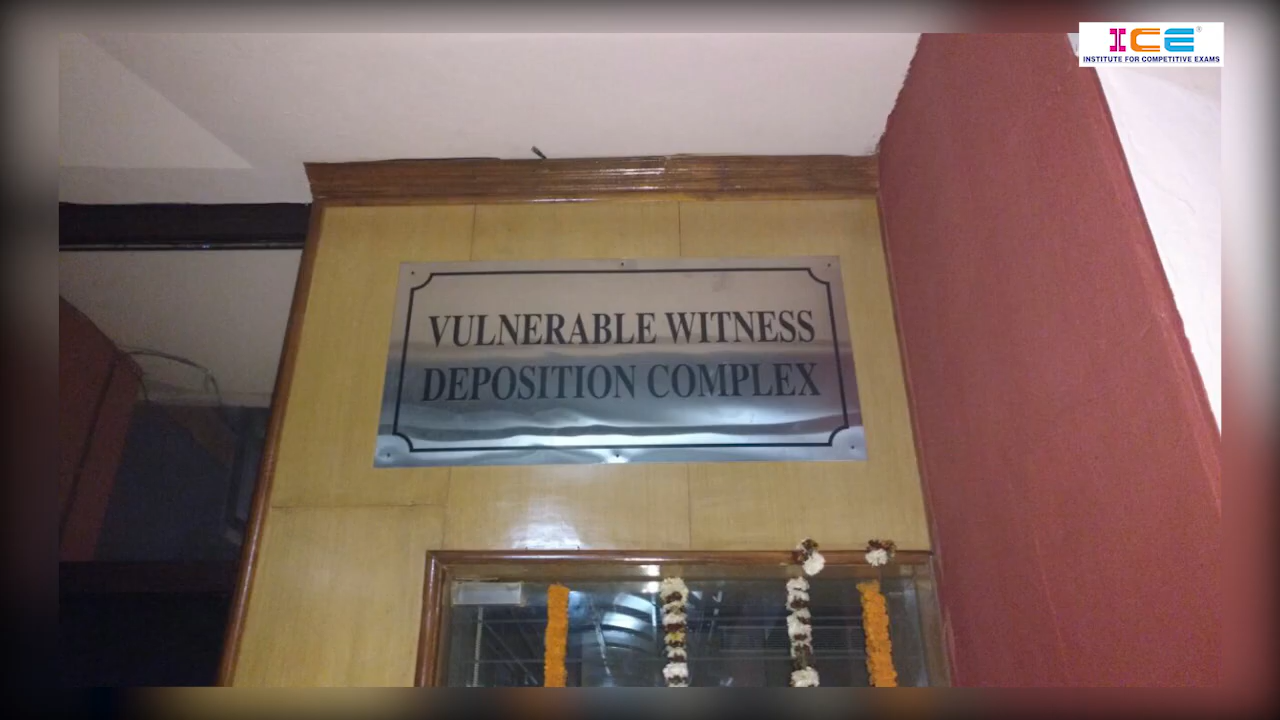 ICE®
INSTITUTE FOR COMPETITIVE EXAMS
VULNERABLE WITNESS
DEPOSITION COMPLEX